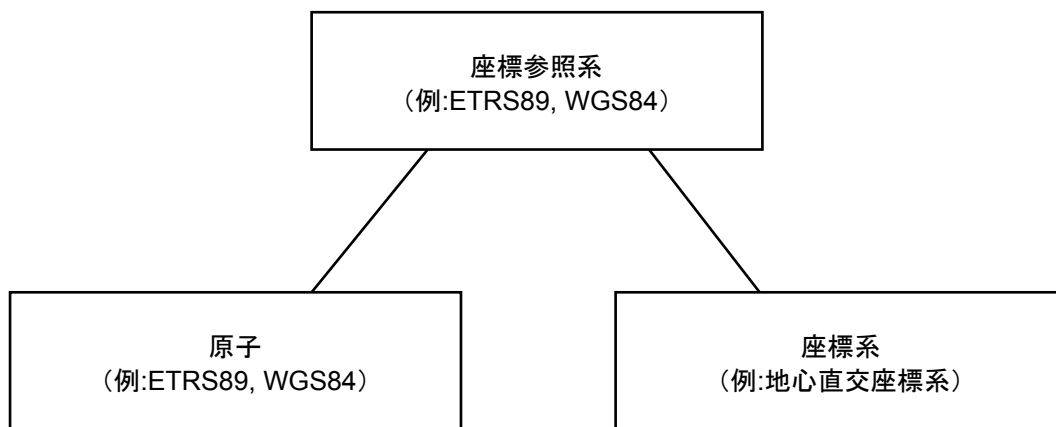 座標参照系
（例:ETRS89, WGS84）
原子
（例:ETRS89, WGS84）
座標系
（例:地心直交座標系）